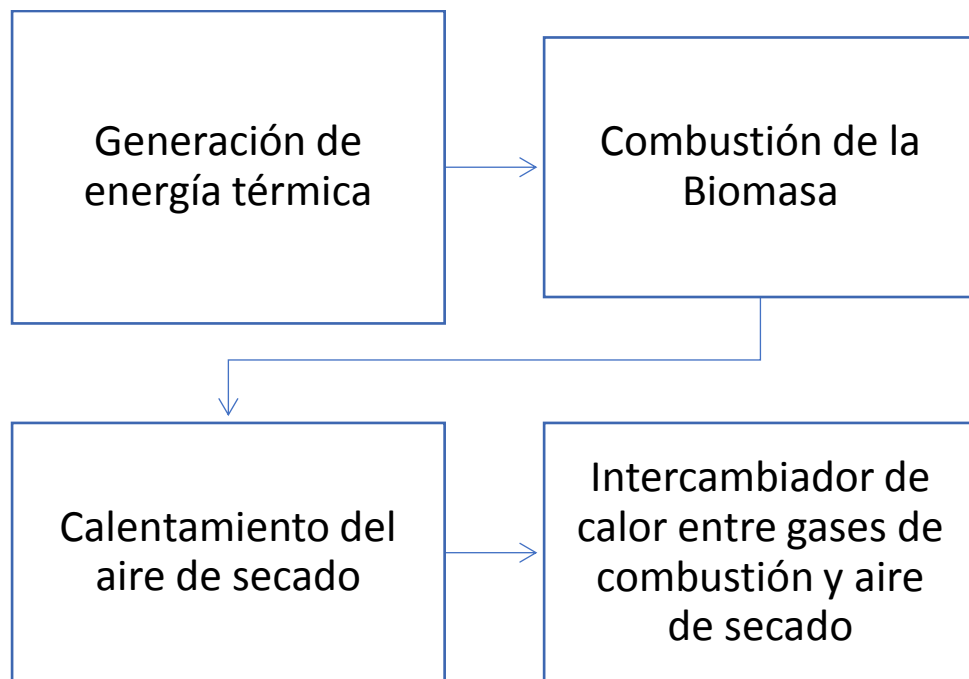 Generación de
energía térmica
Combustión de la
Biomasa
Calentamiento del
aire de secado
Intercambiador de
calor entre gases de
combustión y aire
de secado